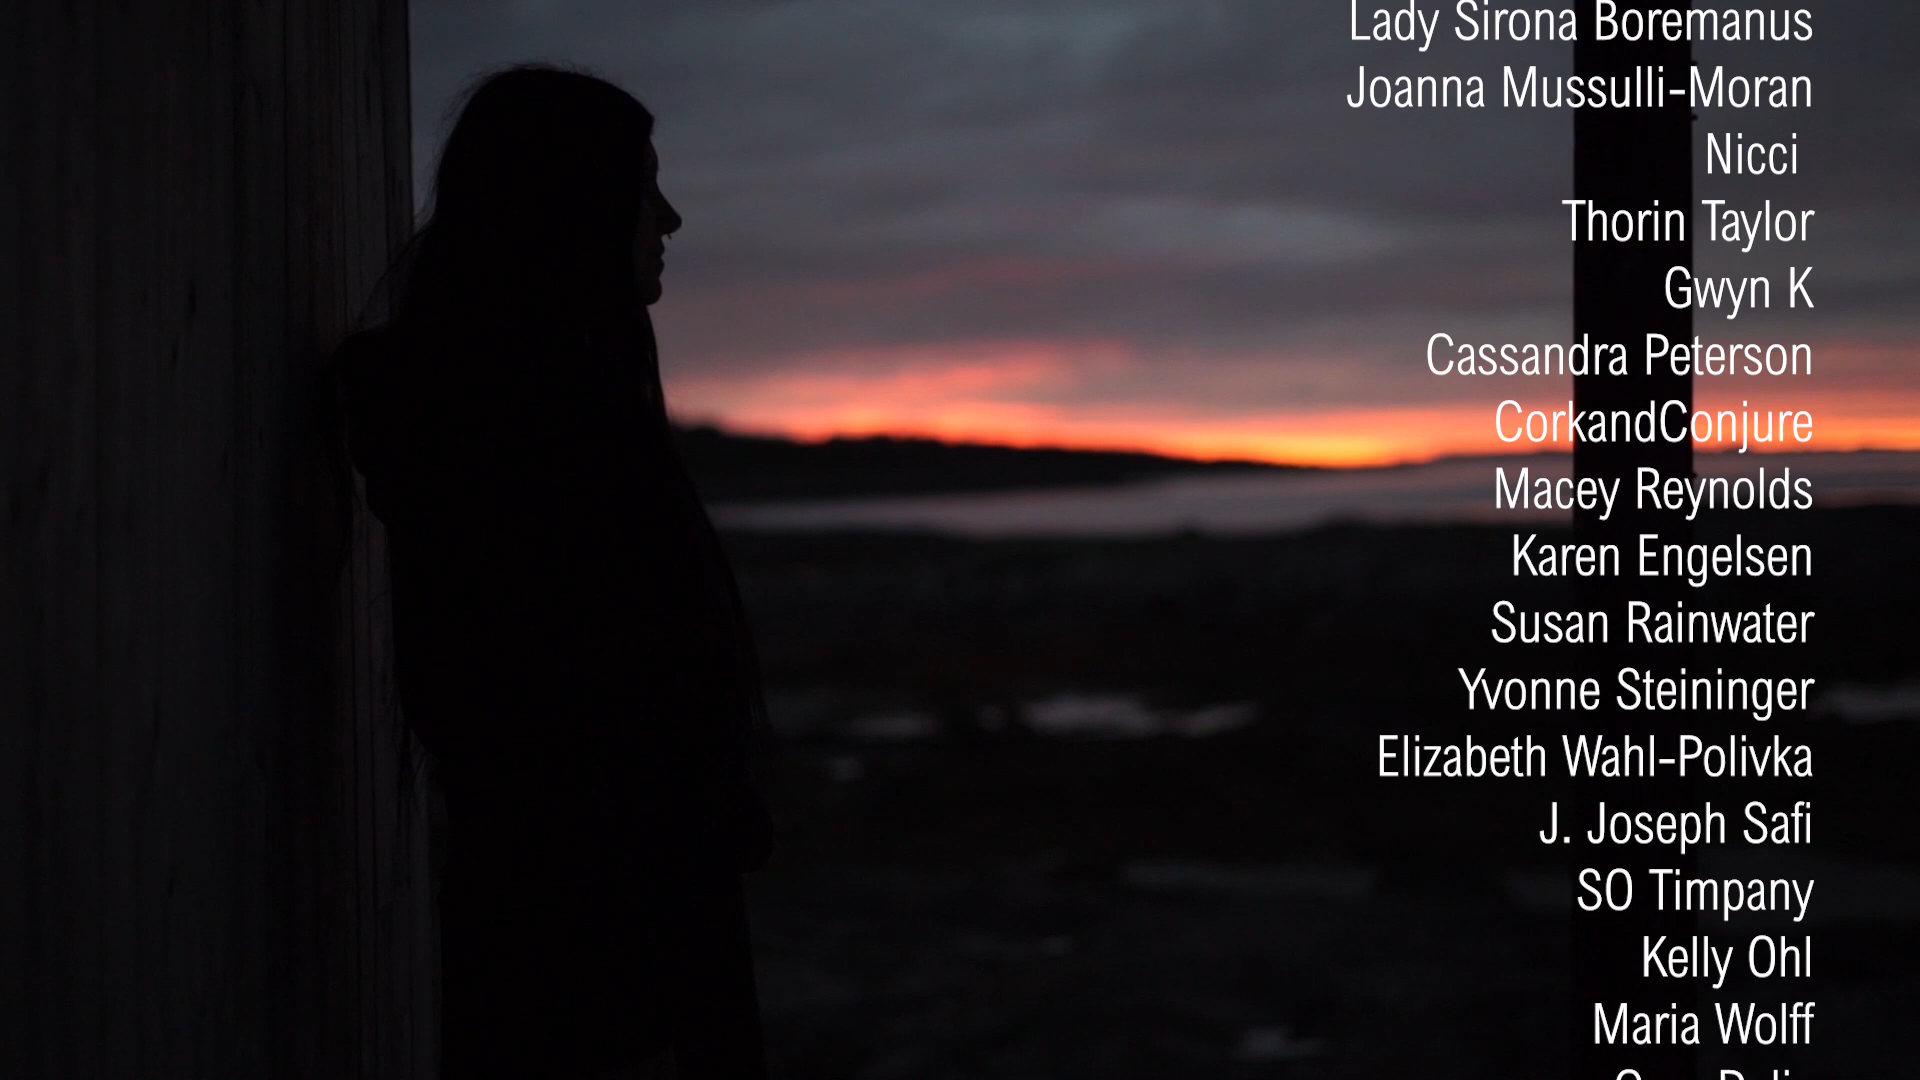 Lady Sirona Boremanus
Joanna Mussulli-Moran
Nicci
Thorin Taylor
Gwyn K
Cassandra Peterson
CorkandConjure
Macey Reynolds
Karen Engelsen
Susan Rainwater
Yvonne Steininger
Elizabeth Wahl-Polivka
J. Joseph Safi
SO Timpany
Kelly Ohl
Maria Wolff